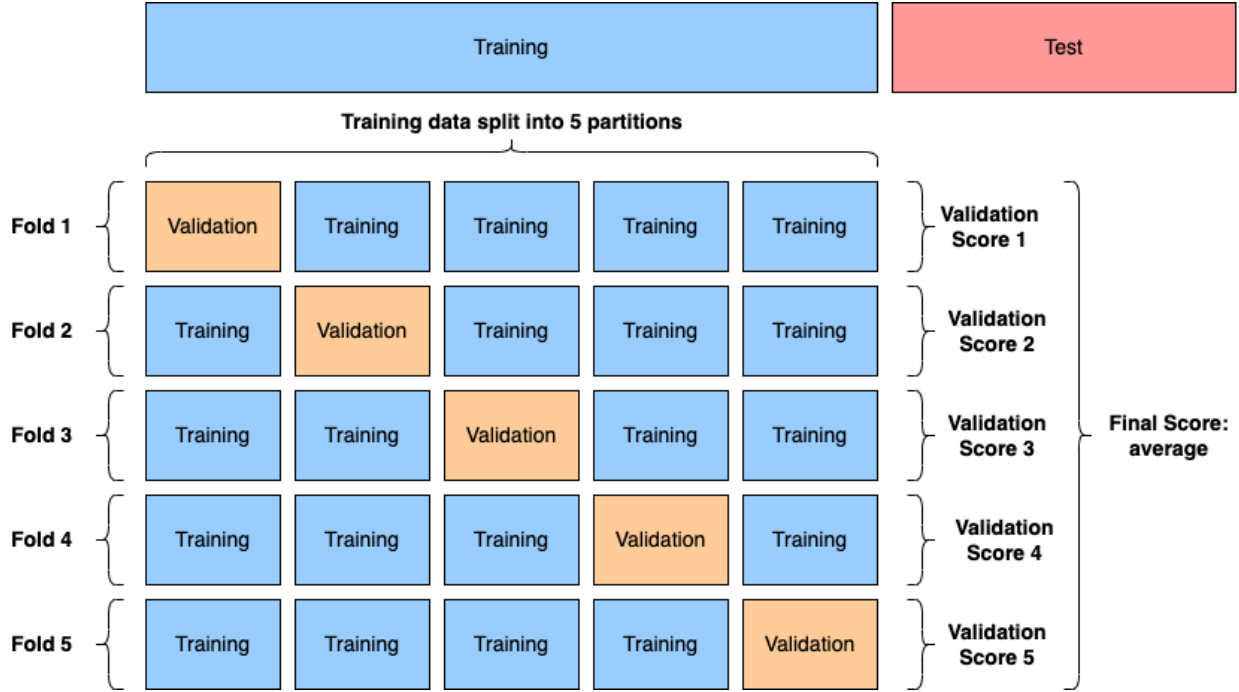 Training
Test
Training data split into 5 partitions
Fold 1
Validation
Training
Training
Training
Training
Validation
Score 1
Fold 2
Training
Validation
Training
Training
Training
Validation
Score 2
Fold 3
Training
Training
Validation
Training
Training
Validation
Score 3
Final Score:
average
Fold 4
Training
Training
Training
Validation
Training
Validation
Score 4
Fold 5
Training
Training
Training
Training
Validation
Validation
Score 5